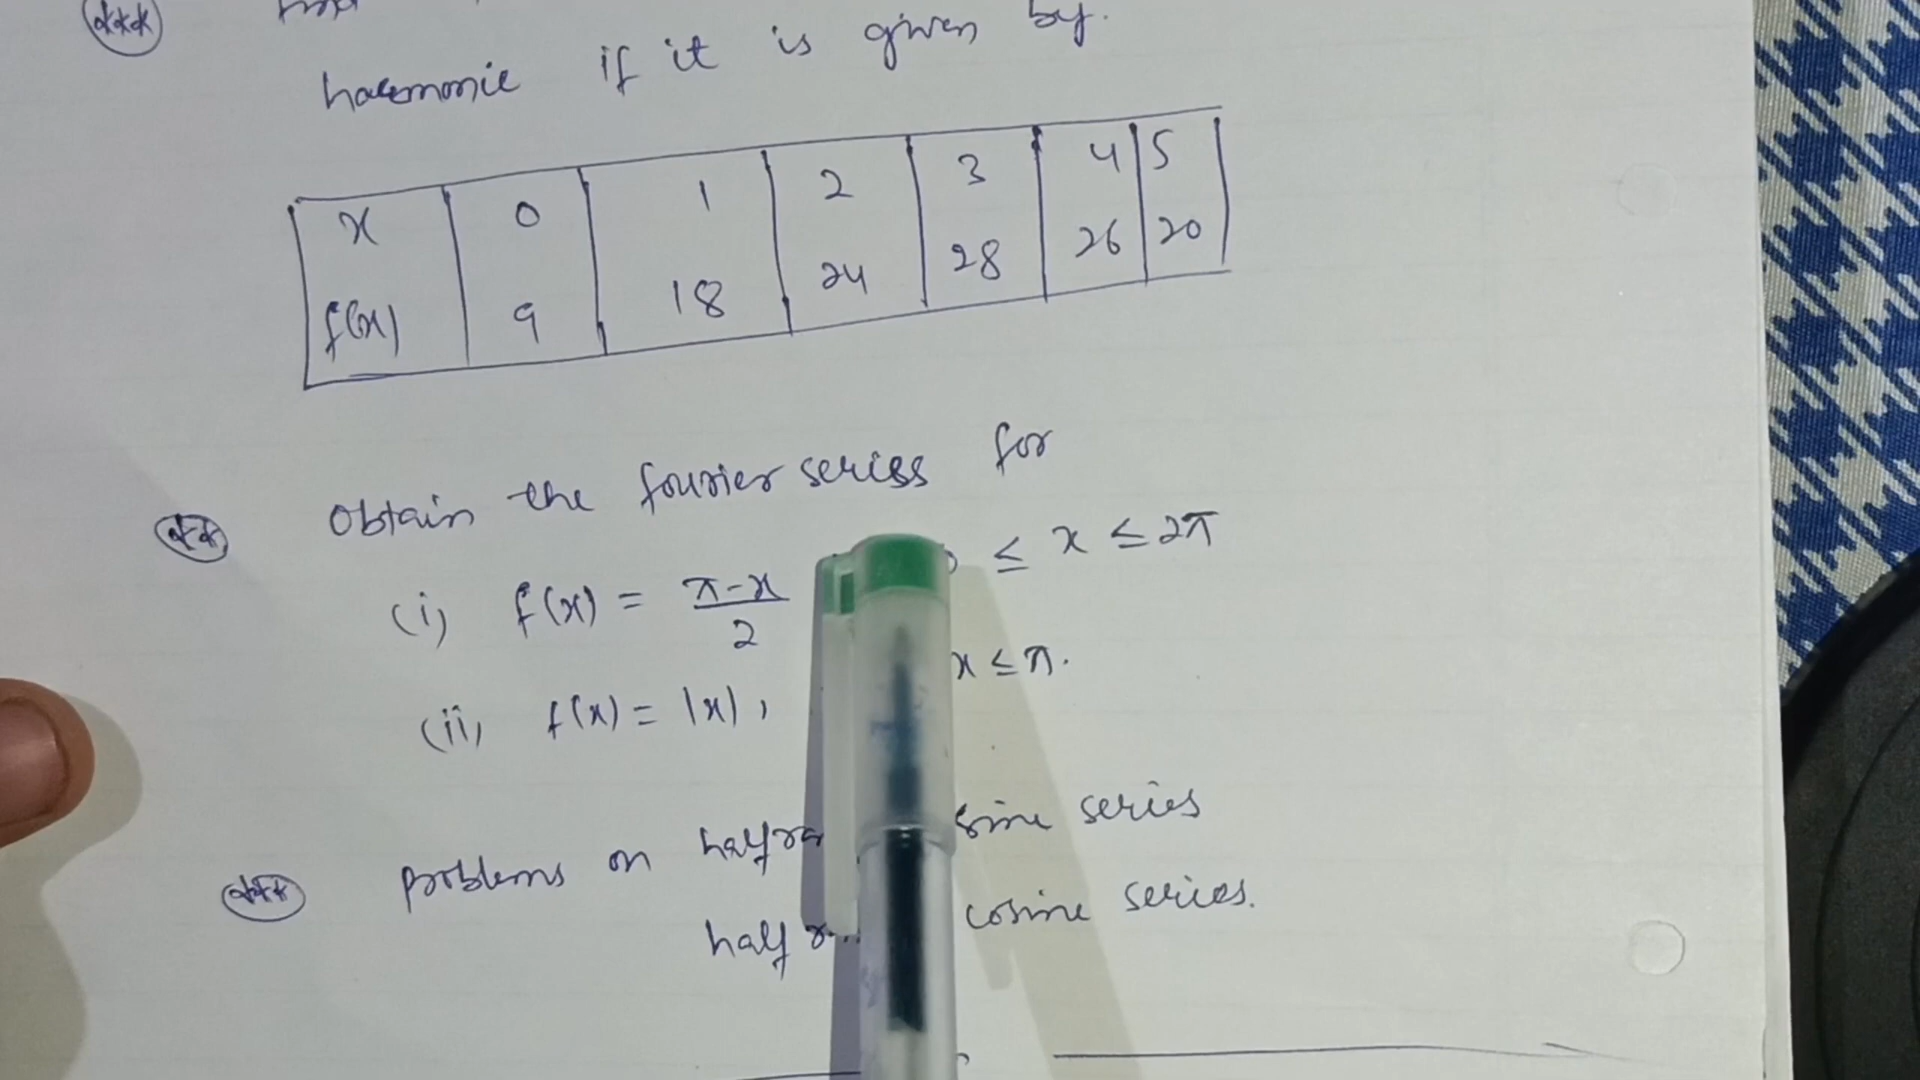 ***
harmonic if it is given by.
x 0 1 2 3 4 5
f(x) 9 18 24 28 26 20
** Obtain the fourier series for
(i) f(x) = π-x/2 ≤ x ≤ 2π
(ii) f(x) = |x|, x ≤ π.
*** problems on sine series
half cosine series.